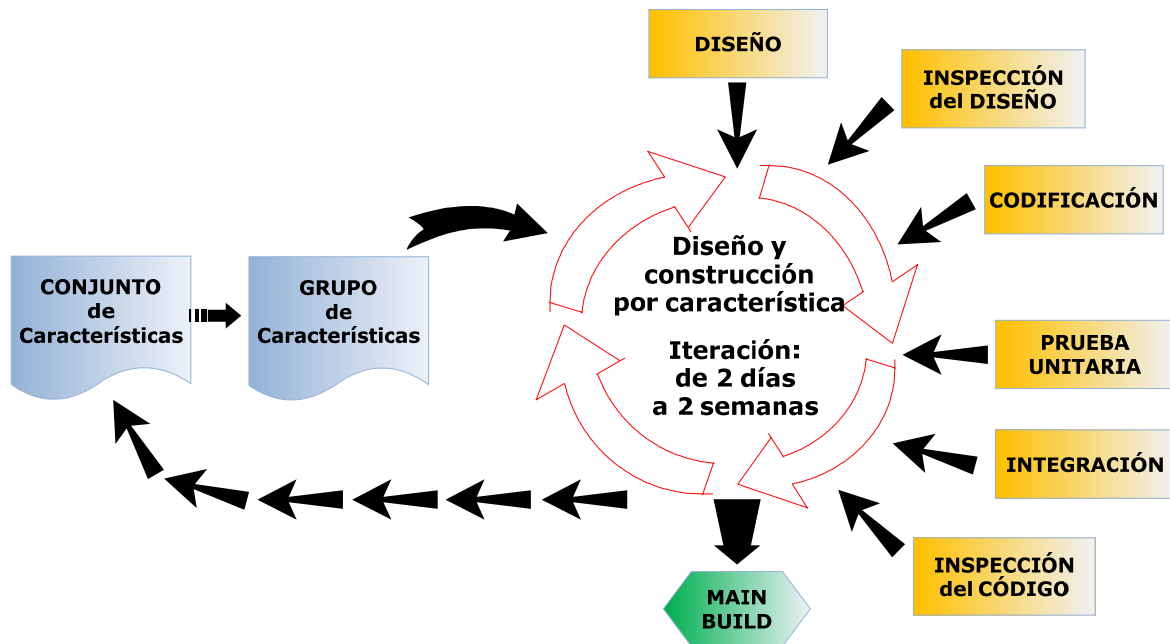 DISEÑO
INSPECCIÓN
del DISEÑO
CODIFICACIÓN
CONJUNTO
de
Características
GRUPO
de
Características
Diseño y
construcción
por característica
Iteración:
de 2 días
a 2 semanas
PRUEBA
UNITARIA
INTEGRACIÓN
INSPECCIÓN
del CÓDIGO
MAIN
BUILD